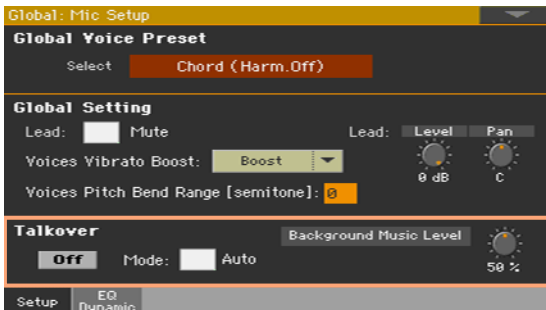 Global: Mic Setup
Global Voice Preset
Select Chord (Harm.Off)
Global Setting
Lead: Mute Lead: Level Pan
Voices Vibrato Boost: Boost
0 dB C
Voices Pitch Bend Range [semitone]: 0
Talkover Background Music Level
Off Mode: Auto
50 %
Setup EQ
Dynamic